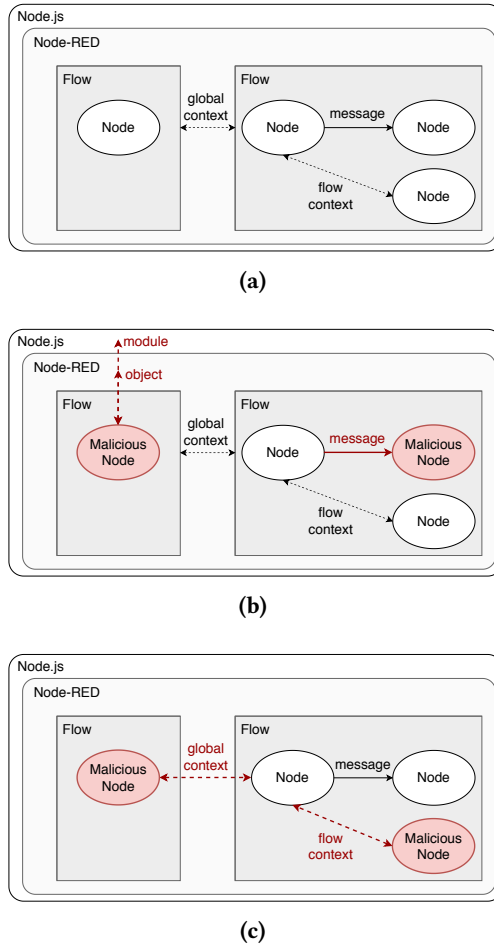 Node.js
Node-RED
Flow
Node
global
context
Flow
Node
message
Node
flow
context
Node
(a)
Node.js
module
Node-RED
object
Flow
Malicious
Node
global
context
Flow
Node
message
Malicious
Node
flow
context
Node
(b)
Node.js
Node-RED
Flow
Malicious
Node
global
context
Flow
Node
message
Node
flow
context
Malicious
Node
(c)